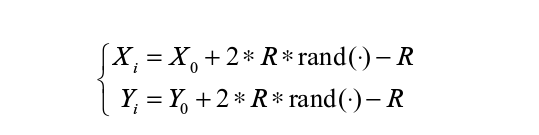 X_i = X_0 + 2 * R * rand(·) − R
Y_i = Y_0 + 2 * R * rand(·) − R